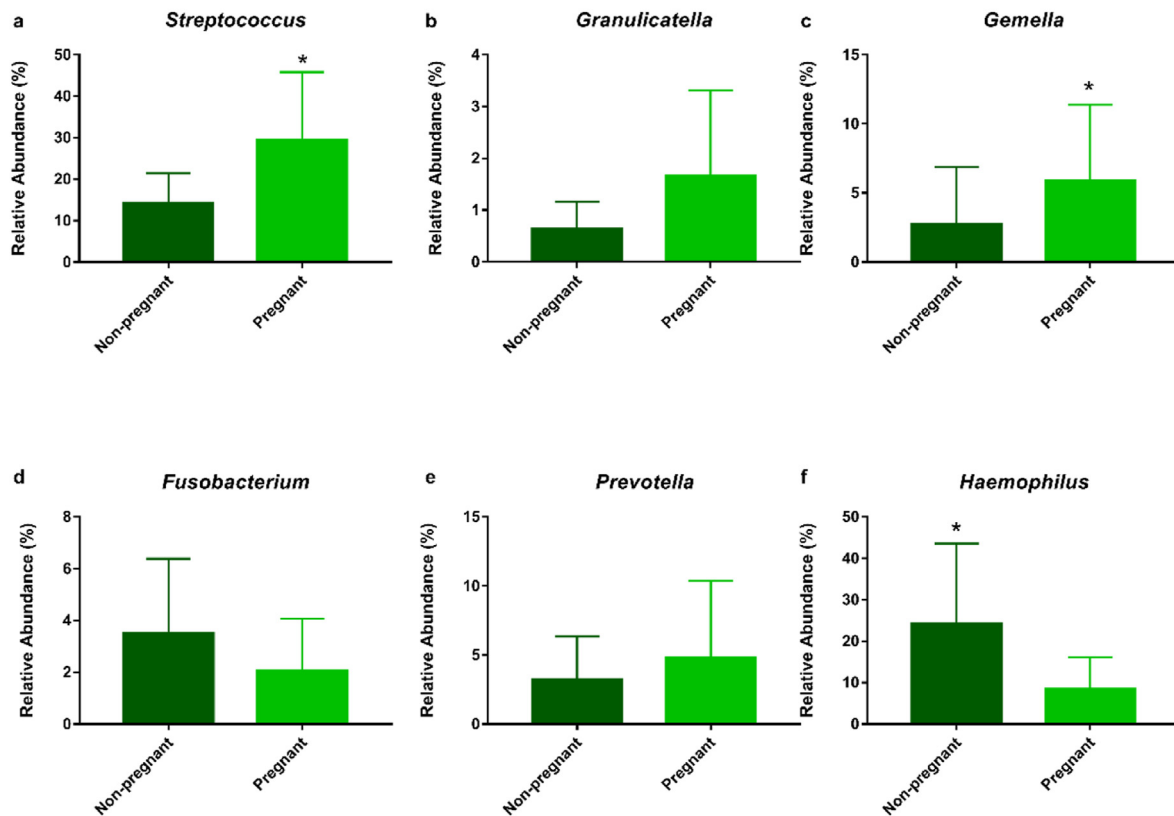 a
Streptococcus
Relative Abundance (%)
50
40
30
20
10
0
*
Non-pregnant
Pregnant
b
Granulicatella
Relative Abundance (%)
4
3
2
1
0
Non-pregnant
Pregnant
c
Gemella
Relative Abundance (%)
15
10
5
0
*
Non-pregnant
Pregnant
d
Fusobacterium
Relative Abundance (%)
8
6
4
2
0
Non-pregnant
Pregnant
e
Prevotella
Relative Abundance (%)
15
10
5
0
Non-pregnant
Pregnant
f
Haemophilus
Relative Abundance (%)
50
40
30
20
10
0
*
Non-pregnant
Pregnant